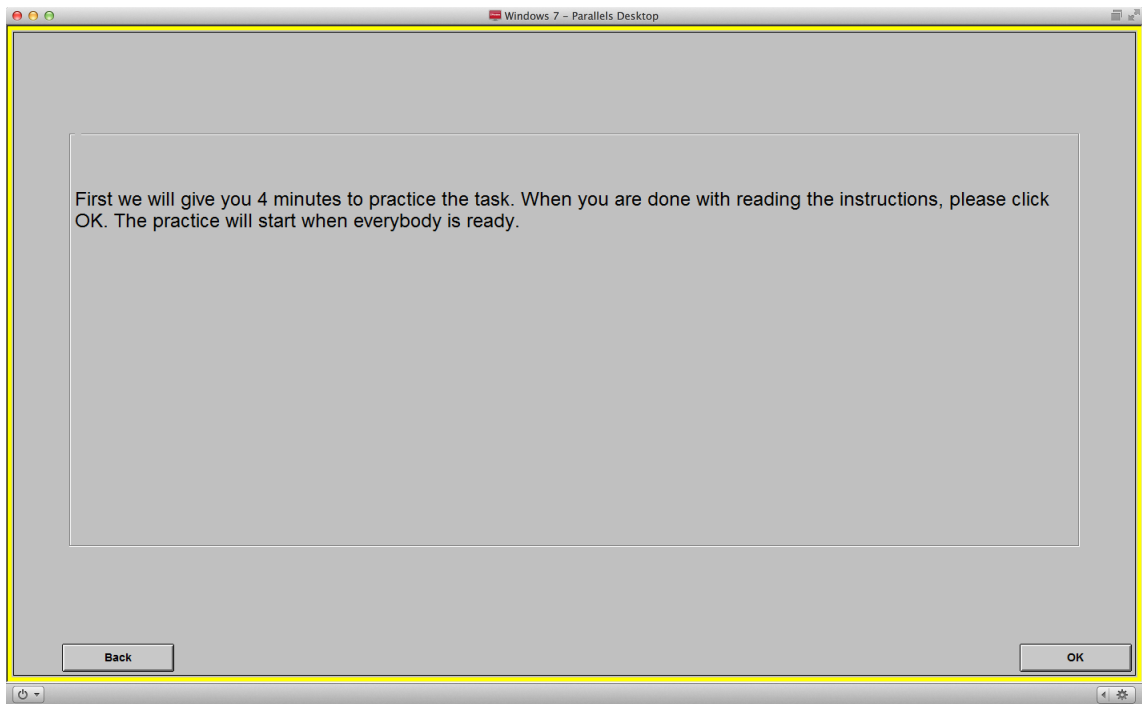 Windows 7 - Parallels Desktop
First we will give you 4 minutes to practice the task. When you are done with reading the instructions, please click
OK. The practice will start when everybody is ready.
Back
OK